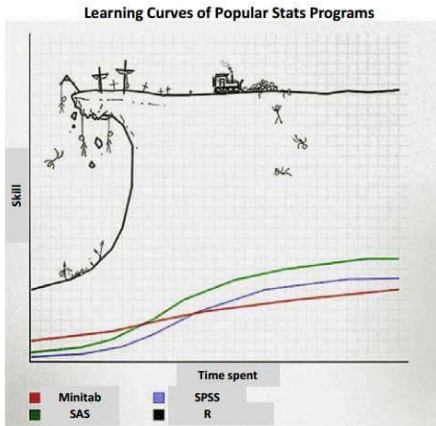 Learning Curves of Popular Stats Programs
Skill
Time spent
Minitab
SPSS
SAS
R